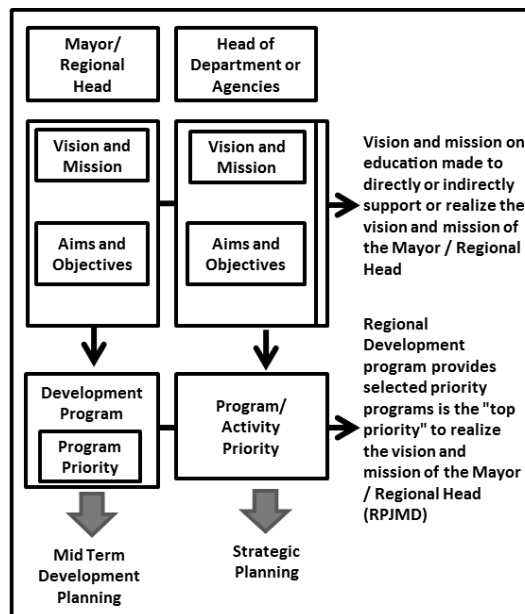 Mayor/
Regional
Head
Head of
Department or
Agencies
Vision and
Mission
Aims and
Objectives
Vision and
Mission
Aims and
Objectives
Vision and mission on
education made to
directly or indirectly
support or realize the
vision and mission of
the Mayor / Regional
Head
Development
Program
Program
Priority
Program/
Activity
Priority
Regional
Development
program provides
selected priority
programs is the "top
priority" to realize
the vision and
mission of the Mayor
/ Regional Head
(RPJMD)
Mid Term
Development
Planning
Strategic
Planning